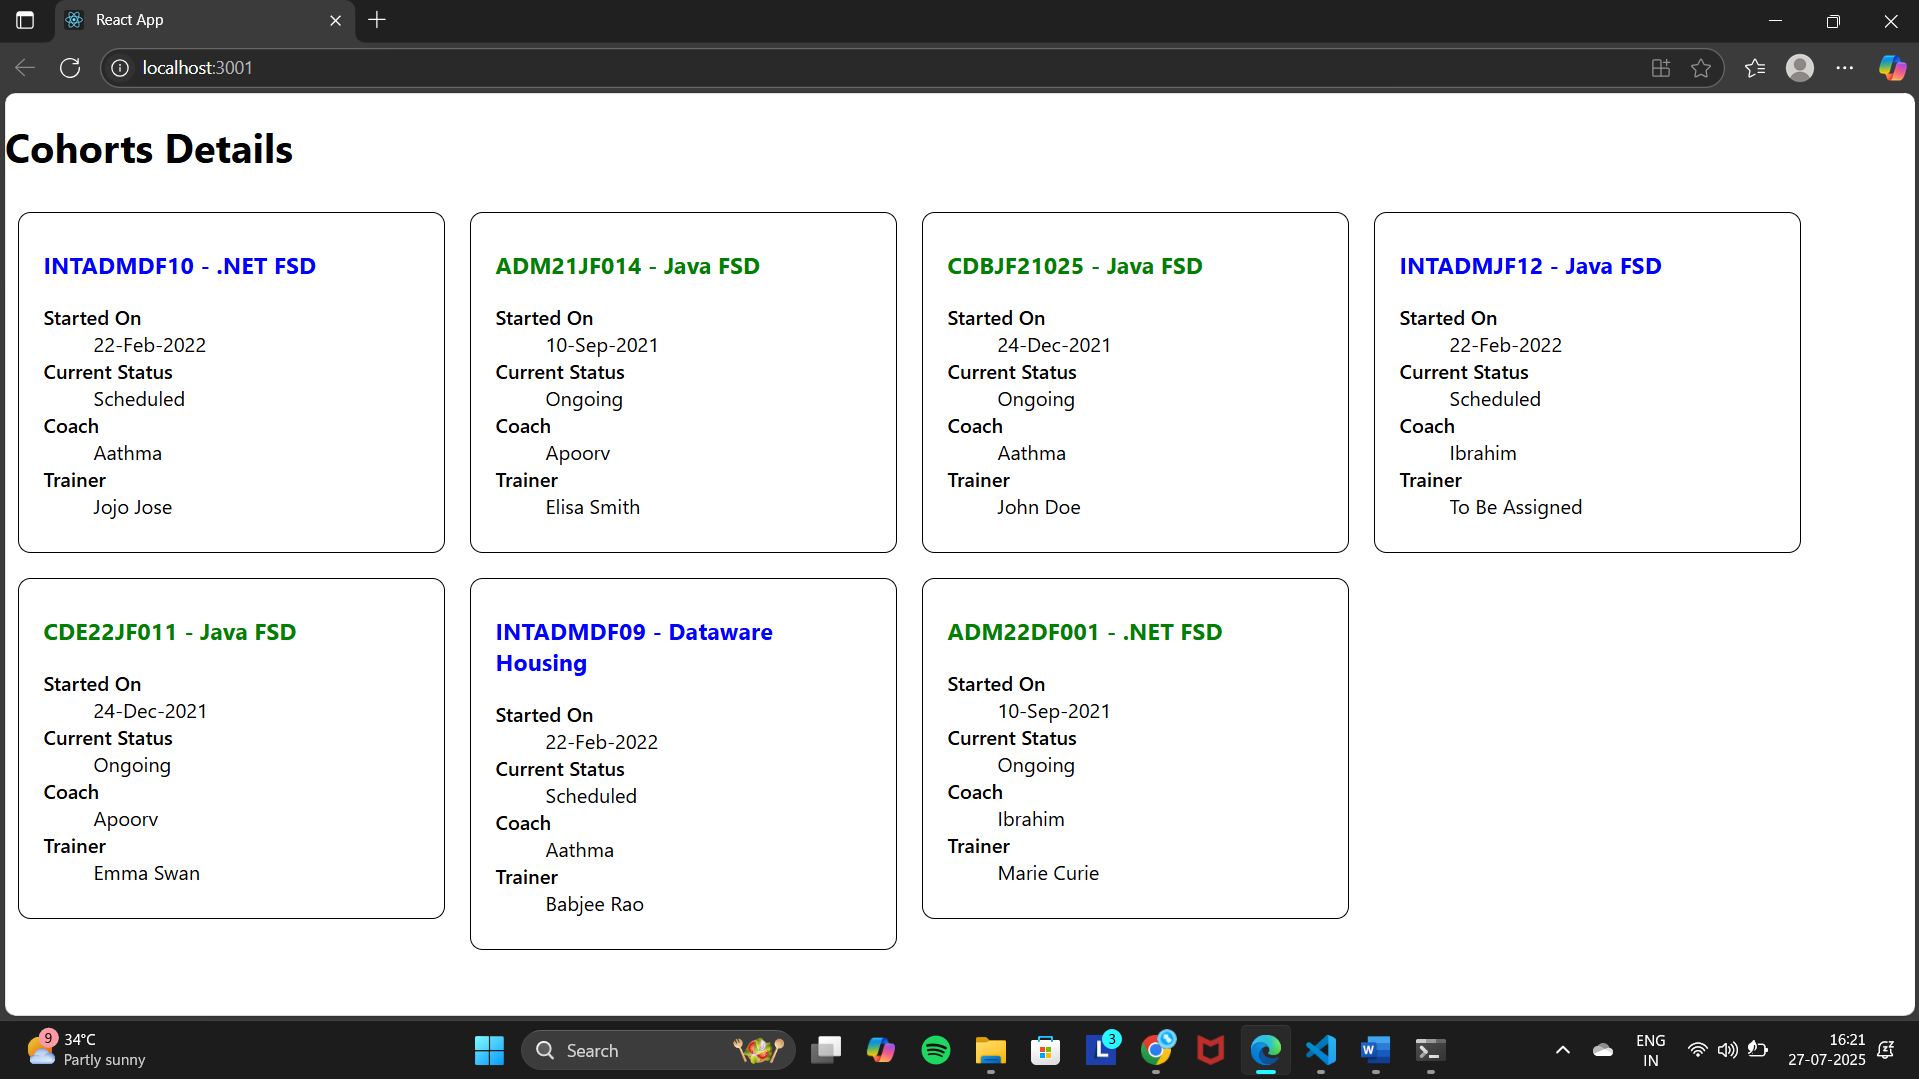 React App
localhost:3001
Cohorts Details
INTADMDF10 - .NET FSD
Started On
22-Feb-2022
Current Status
Scheduled
Coach
Aathma
Trainer
Jojo Jose
ADM21JF014 - Java FSD
Started On
10-Sep-2021
Current Status
Ongoing
Coach
Apoorv
Trainer
Elisa Smith
CDBJF21025 - Java FSD
Started On
24-Dec-2021
Current Status
Ongoing
Coach
Aathma
Trainer
John Doe
INTADMJF12 - Java FSD
Started On
22-Feb-2022
Current Status
Scheduled
Coach
Ibrahim
Trainer
To Be Assigned
CDE22JF011 - Java FSD
Started On
24-Dec-2021
Current Status
Ongoing
Coach
Apoorv
Trainer
Emma Swan
INTADMDF09 - Dataware
Housing
Started On
22-Feb-2022
Current Status
Scheduled
Coach
Aathma
Trainer
Babjee Rao
ADM22DF001 - .NET FSD
Started On
10-Sep-2021
Current Status
Ongoing
Coach
Ibrahim
Trainer
Marie Curie
9
34°C
Partly sunny
Search
L
3
W
ENG
IN
16:21
27-07-2025